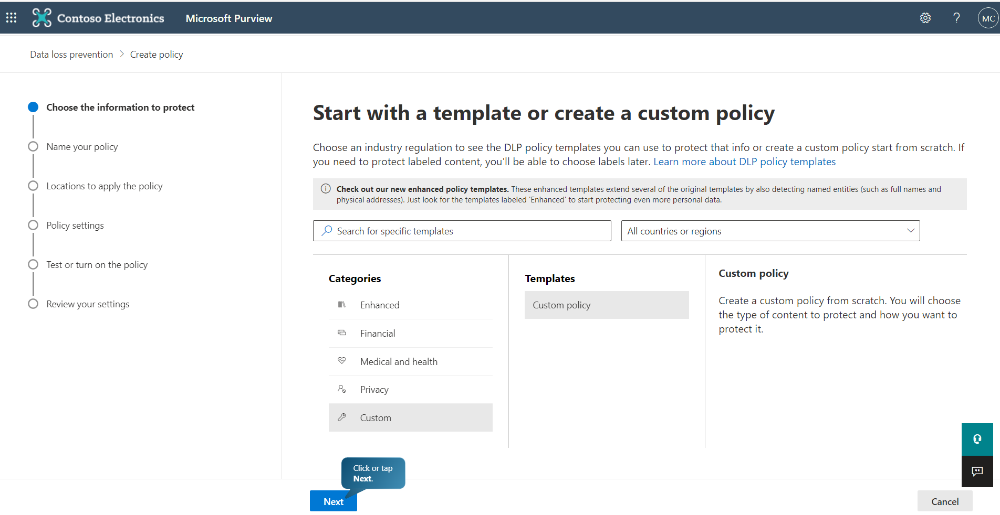 Contoso Electronics
Microsoft Purview
?
MC
Data loss prevention > Create policy
Choose the information to protect
Name your policy
Locations to apply the policy
Policy settings
Test or turn on the policy
Review your settings
Start with a template or create a custom policy
Choose an industry regulation to see the DLP policy templates you can use to protect that info or create a custom policy start from scratch. If
you need to protect labeled content, you'll be able to choose labels later. Learn more about DLP policy templates
Check out our new enhanced policy templates. These enhanced templates extend several of the original templates by also detecting named entities (such as full names and
physical addresses). Just look for the templates labeled 'Enhanced' to start protecting even more personal data.
Search for specific templates
All countries or regions
Categories
Enhanced
Financial
Medical and health
Privacy
Custom
Templates
Custom policy
Custom policy
Create a custom policy from scratch. You will choose
the type of content to protect and how you want to
protect it.
Click or tap
Next.
Next
Cancel